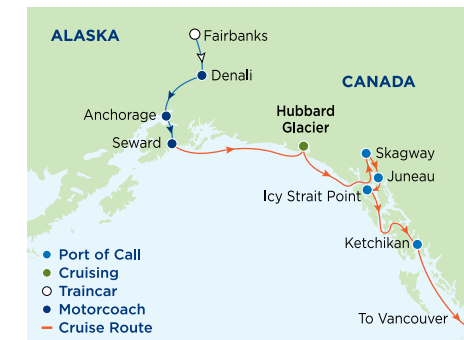 ALASKA
Fairbanks
Denali
CANADA
Anchorage
Hubbard
Glacier
Seward
Skagway
Juneau
Icy Strait Point
Ketchikan
Port of Call
Cruising
Traincar
Motorcoach
Cruise Route
To Vancouver